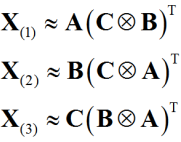 X₍₁₎ ≈ A(C⊗B)ᵀ
X₍₂₎ ≈ B(C⊗A)ᵀ
X₍₃₎ ≈ C(B⊗A)ᵀ